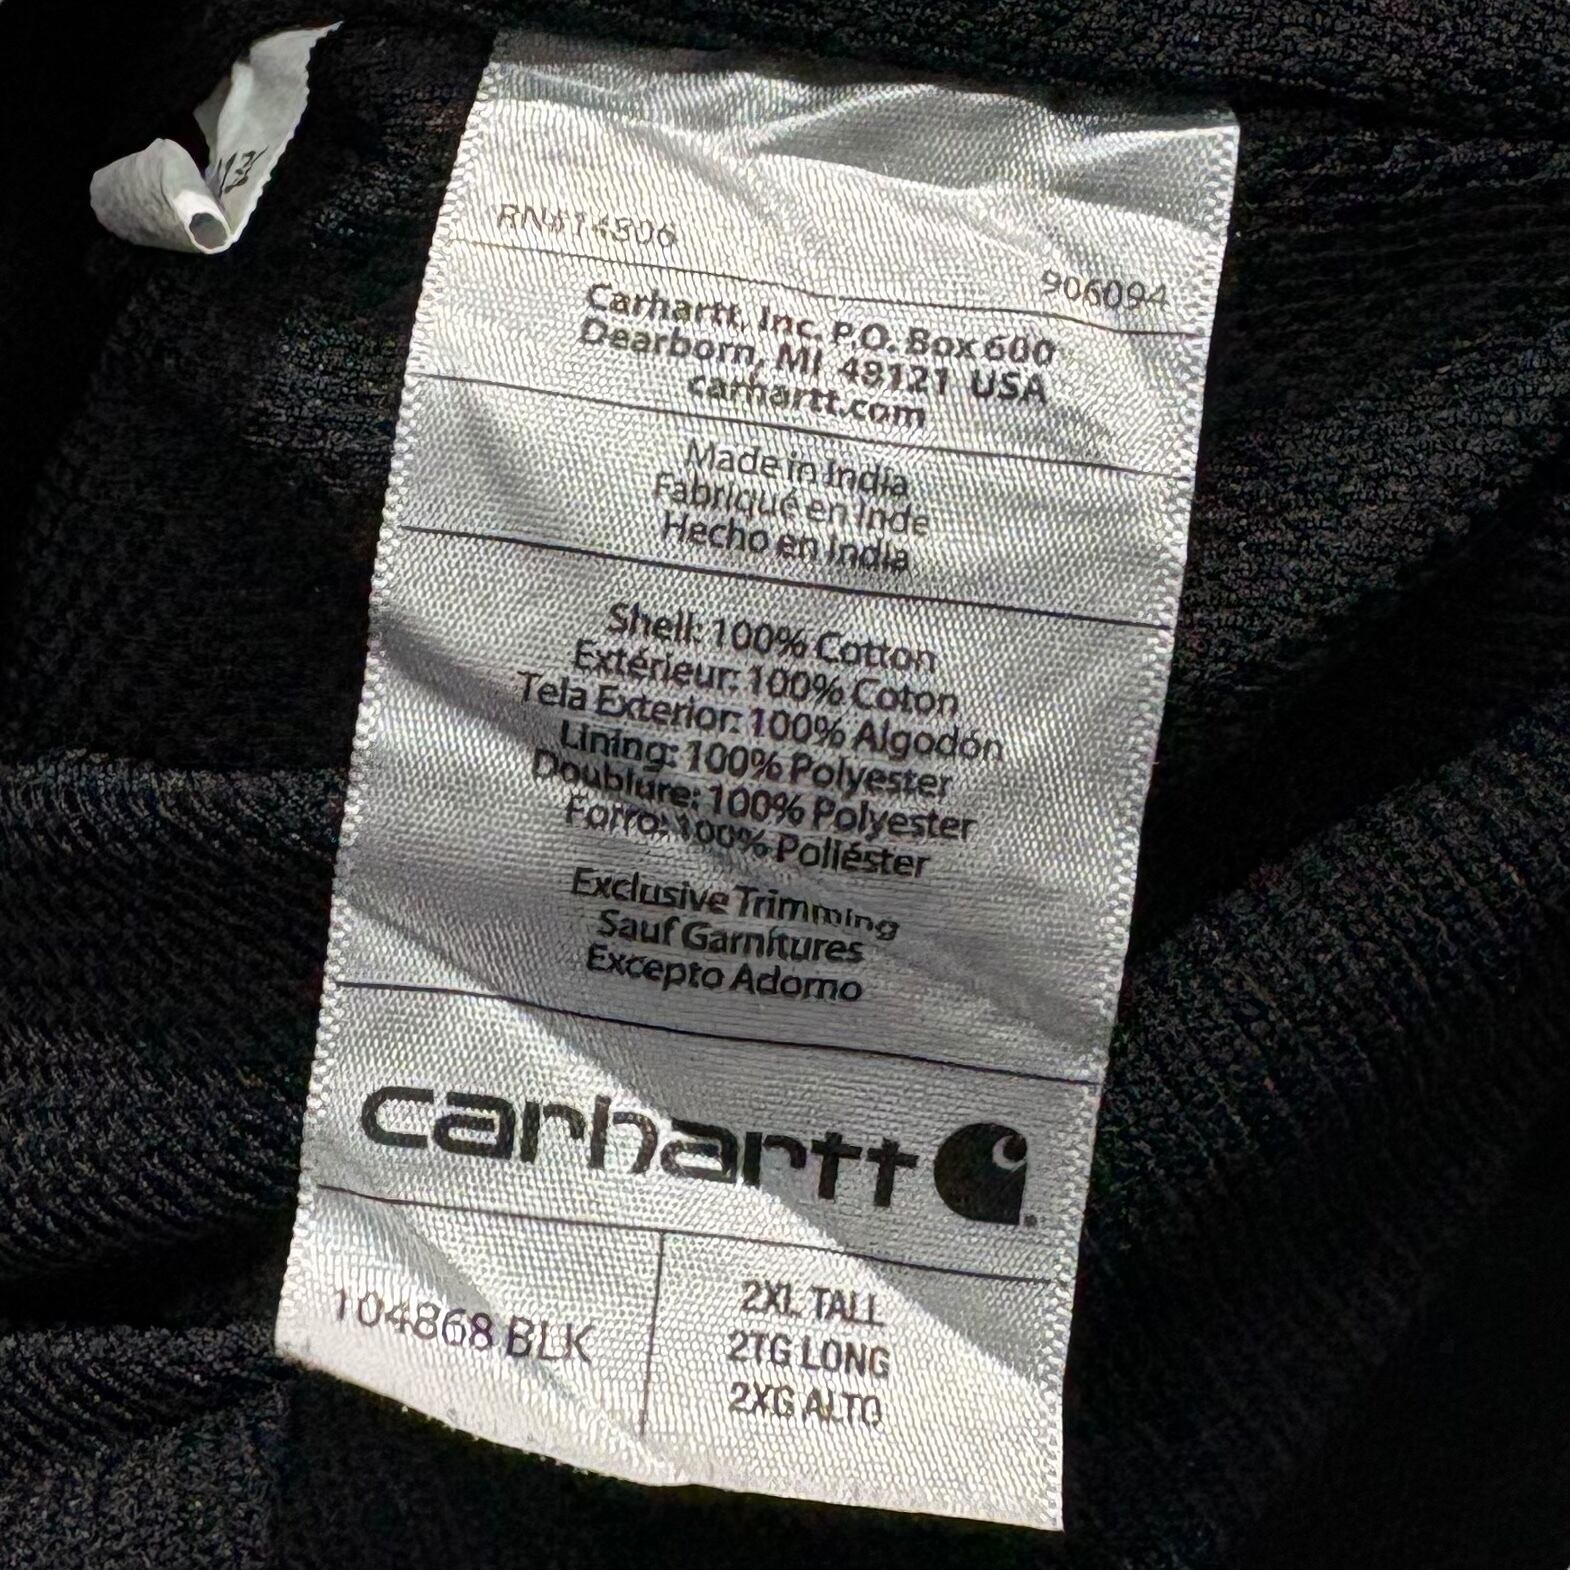 RN#14806
906094
Carhartt, Inc. P.O. Box 600
Dearborn, MI 49121 USA
carhartt.com
Made in India
Fabriqué en Inde
Hecho en India
Shell: 100% Cotton
Extérieur: 100% Coton
Tela Exterior: 100% Algodón
Lining: 100% Polyester
Doublure: 100% Polyester
Forro: 100% Poliéster
Exclusive Trimming
Sauf Garnitures
Excepto Adorno
carhartt
104868 BLK
2XL TALL
2TG LONG
2XG ALTO